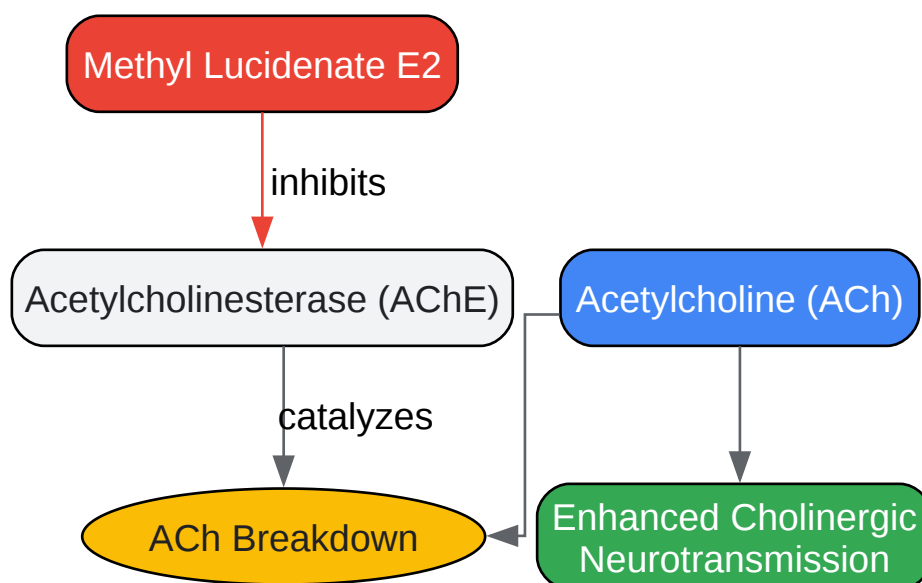 Methyl Lucidenate E2
inhibits
Acetylcholinesterase (AChE)
Acetylcholine (ACh)
catalyzes
ACh Breakdown
Enhanced Cholinergic
Neurotransmission